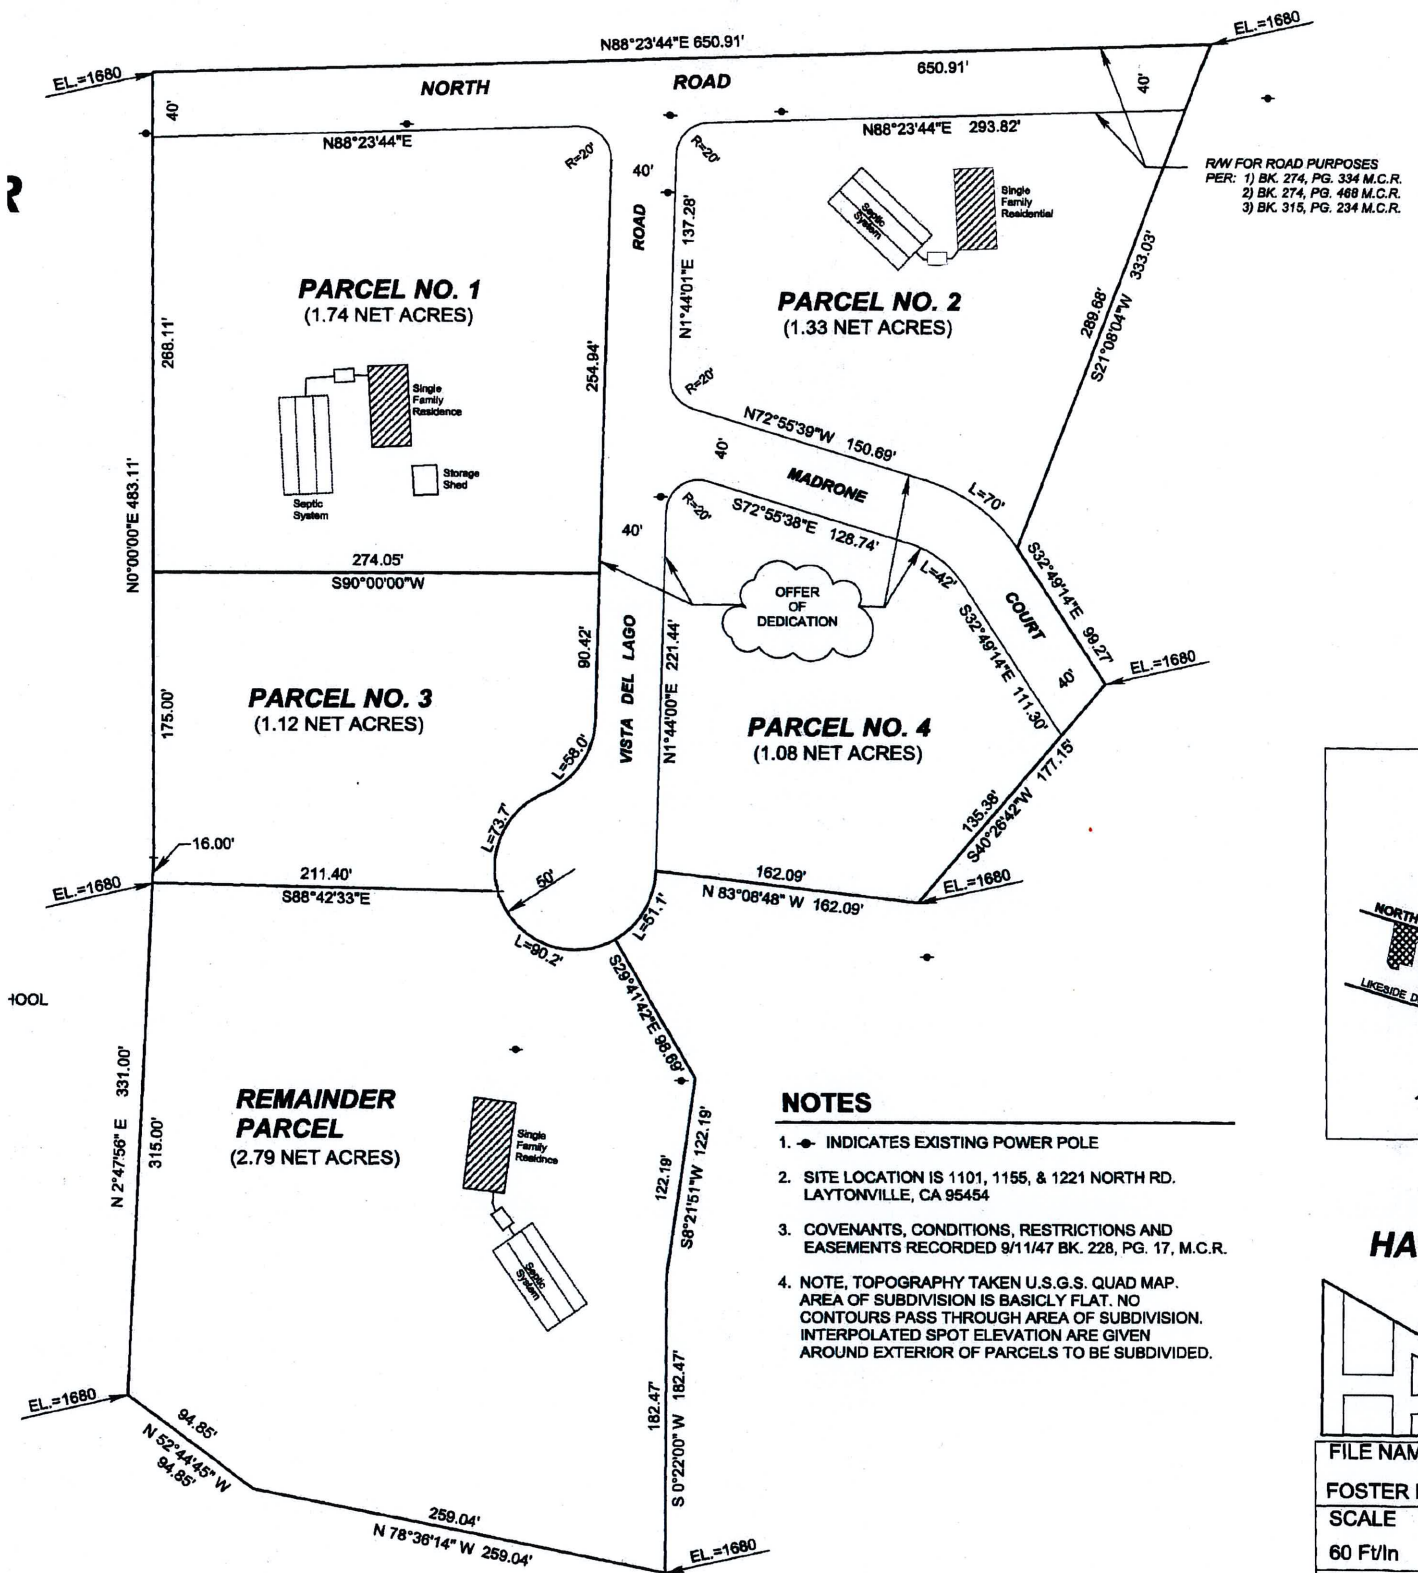 EL.=1680
N88°23'44"E 650.91'
EL.=1680
NORTH ROAD
650.91'
40'
40'
N88°23'44"E
R=20'
R=20'
40'
N88°23'44"E 293.82'
R/W FOR ROAD PURPOSES
PER: 1) BK. 274, PG. 334 M.C.R.
2) BK. 274, PG. 468 M.C.R.
3) BK. 315, PG. 234 M.C.R.
R
ROAD
N1°44'01"E 137.28'
Septic
System
Single
Family
Residential
PARCEL NO. 1
(1.74 NET ACRES)
PARCEL NO. 2
(1.33 NET ACRES)
289.68'
S21°08'04"W 333.03'
268.11'
N0°00'00"E 483.11'
254.94'
Single
Family
Residence
Storage
Shed
Septic
System
R=20'
N72°55'39"W 150.69'
40'
MADRONE
L=70'
R=20'
S72°55'38"E 128.74'
40'
L=42'
274.05'
S90°00'00"W
OFFER
OF
DEDICATION
S32°49'14"E 99.27'
COURT
S32°49'14"E 111.30'
40'
EL.=1680
90.42'
VISTA DEL LAGO
N1°44'00"E 221.44'
175.00'
PARCEL NO. 3
(1.12 NET ACRES)
PARCEL NO. 4
(1.08 NET ACRES)
L=58.0'
L=73.7'
135.38'
S40°26'42"W 177.15'
16.00'
EL.=1680
211.40'
S88°42'33"E
50'
162.09'
N 83°08'48" W 162.09'
EL.=1680
L=51.1'
L=90.2'
S29°41'42"E 98.69'
HOOL
NORTH
LIKESIDE D
N 2°47'56" E 331.00'
315.00'
REMAINDER
PARCEL
(2.79 NET ACRES)
Single
Family
Residnce
Septic
System
122.19'
S8°21'51"W 122.19'
182.47'
S 0°22'00" W 182.47'
NOTES
1. INDICATES EXISTING POWER POLE
2. SITE LOCATION IS 1101, 1155, & 1221 NORTH RD.
LAYTONVILLE, CA 95454
3. COVENANTS, CONDITIONS, RESTRICTIONS AND
EASEMENTS RECORDED 9/11/47 BK. 228, PG. 17, M.C.R.
4. NOTE, TOPOGRAPHY TAKEN U.S.G.S. QUAD MAP.
AREA OF SUBDIVISION IS BASICLY FLAT. NO
CONTOURS PASS THROUGH AREA OF SUBDIVISION.
INTERPOLATED SPOT ELEVATION ARE GIVEN
AROUND EXTERIOR OF PARCELS TO BE SUBDIVIDED.
HA
EL.=1680
94.85'
N 52°44'45" W
94.85'
259.04'
N 78°36'14" W 259.04'
EL.=1680
FILE NAM
FOSTER
SCALE
60 Ft/In